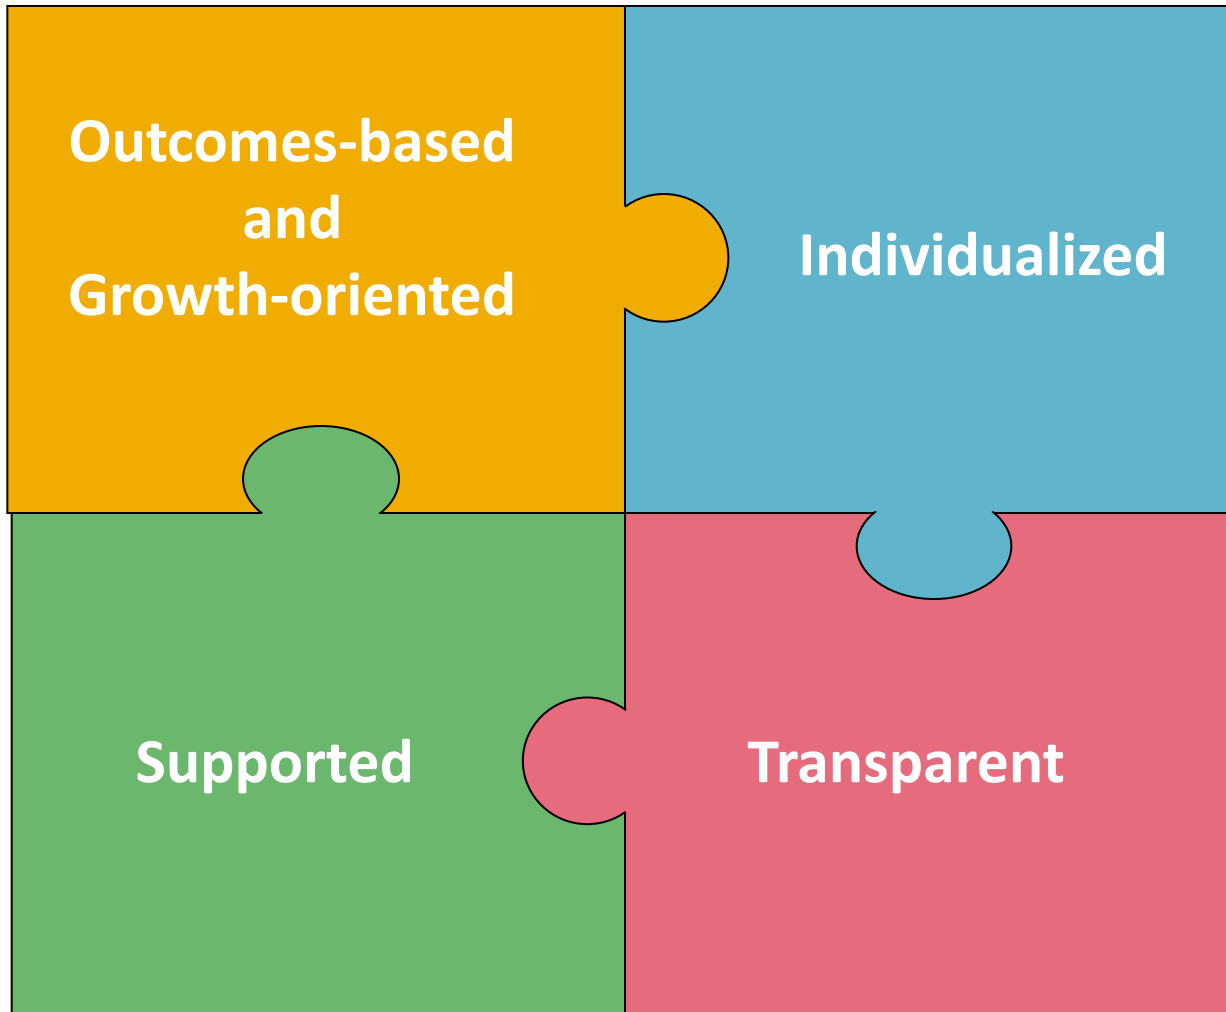 Outcomes-based
and
Growth-oriented
Individualized
Supported
Transparent